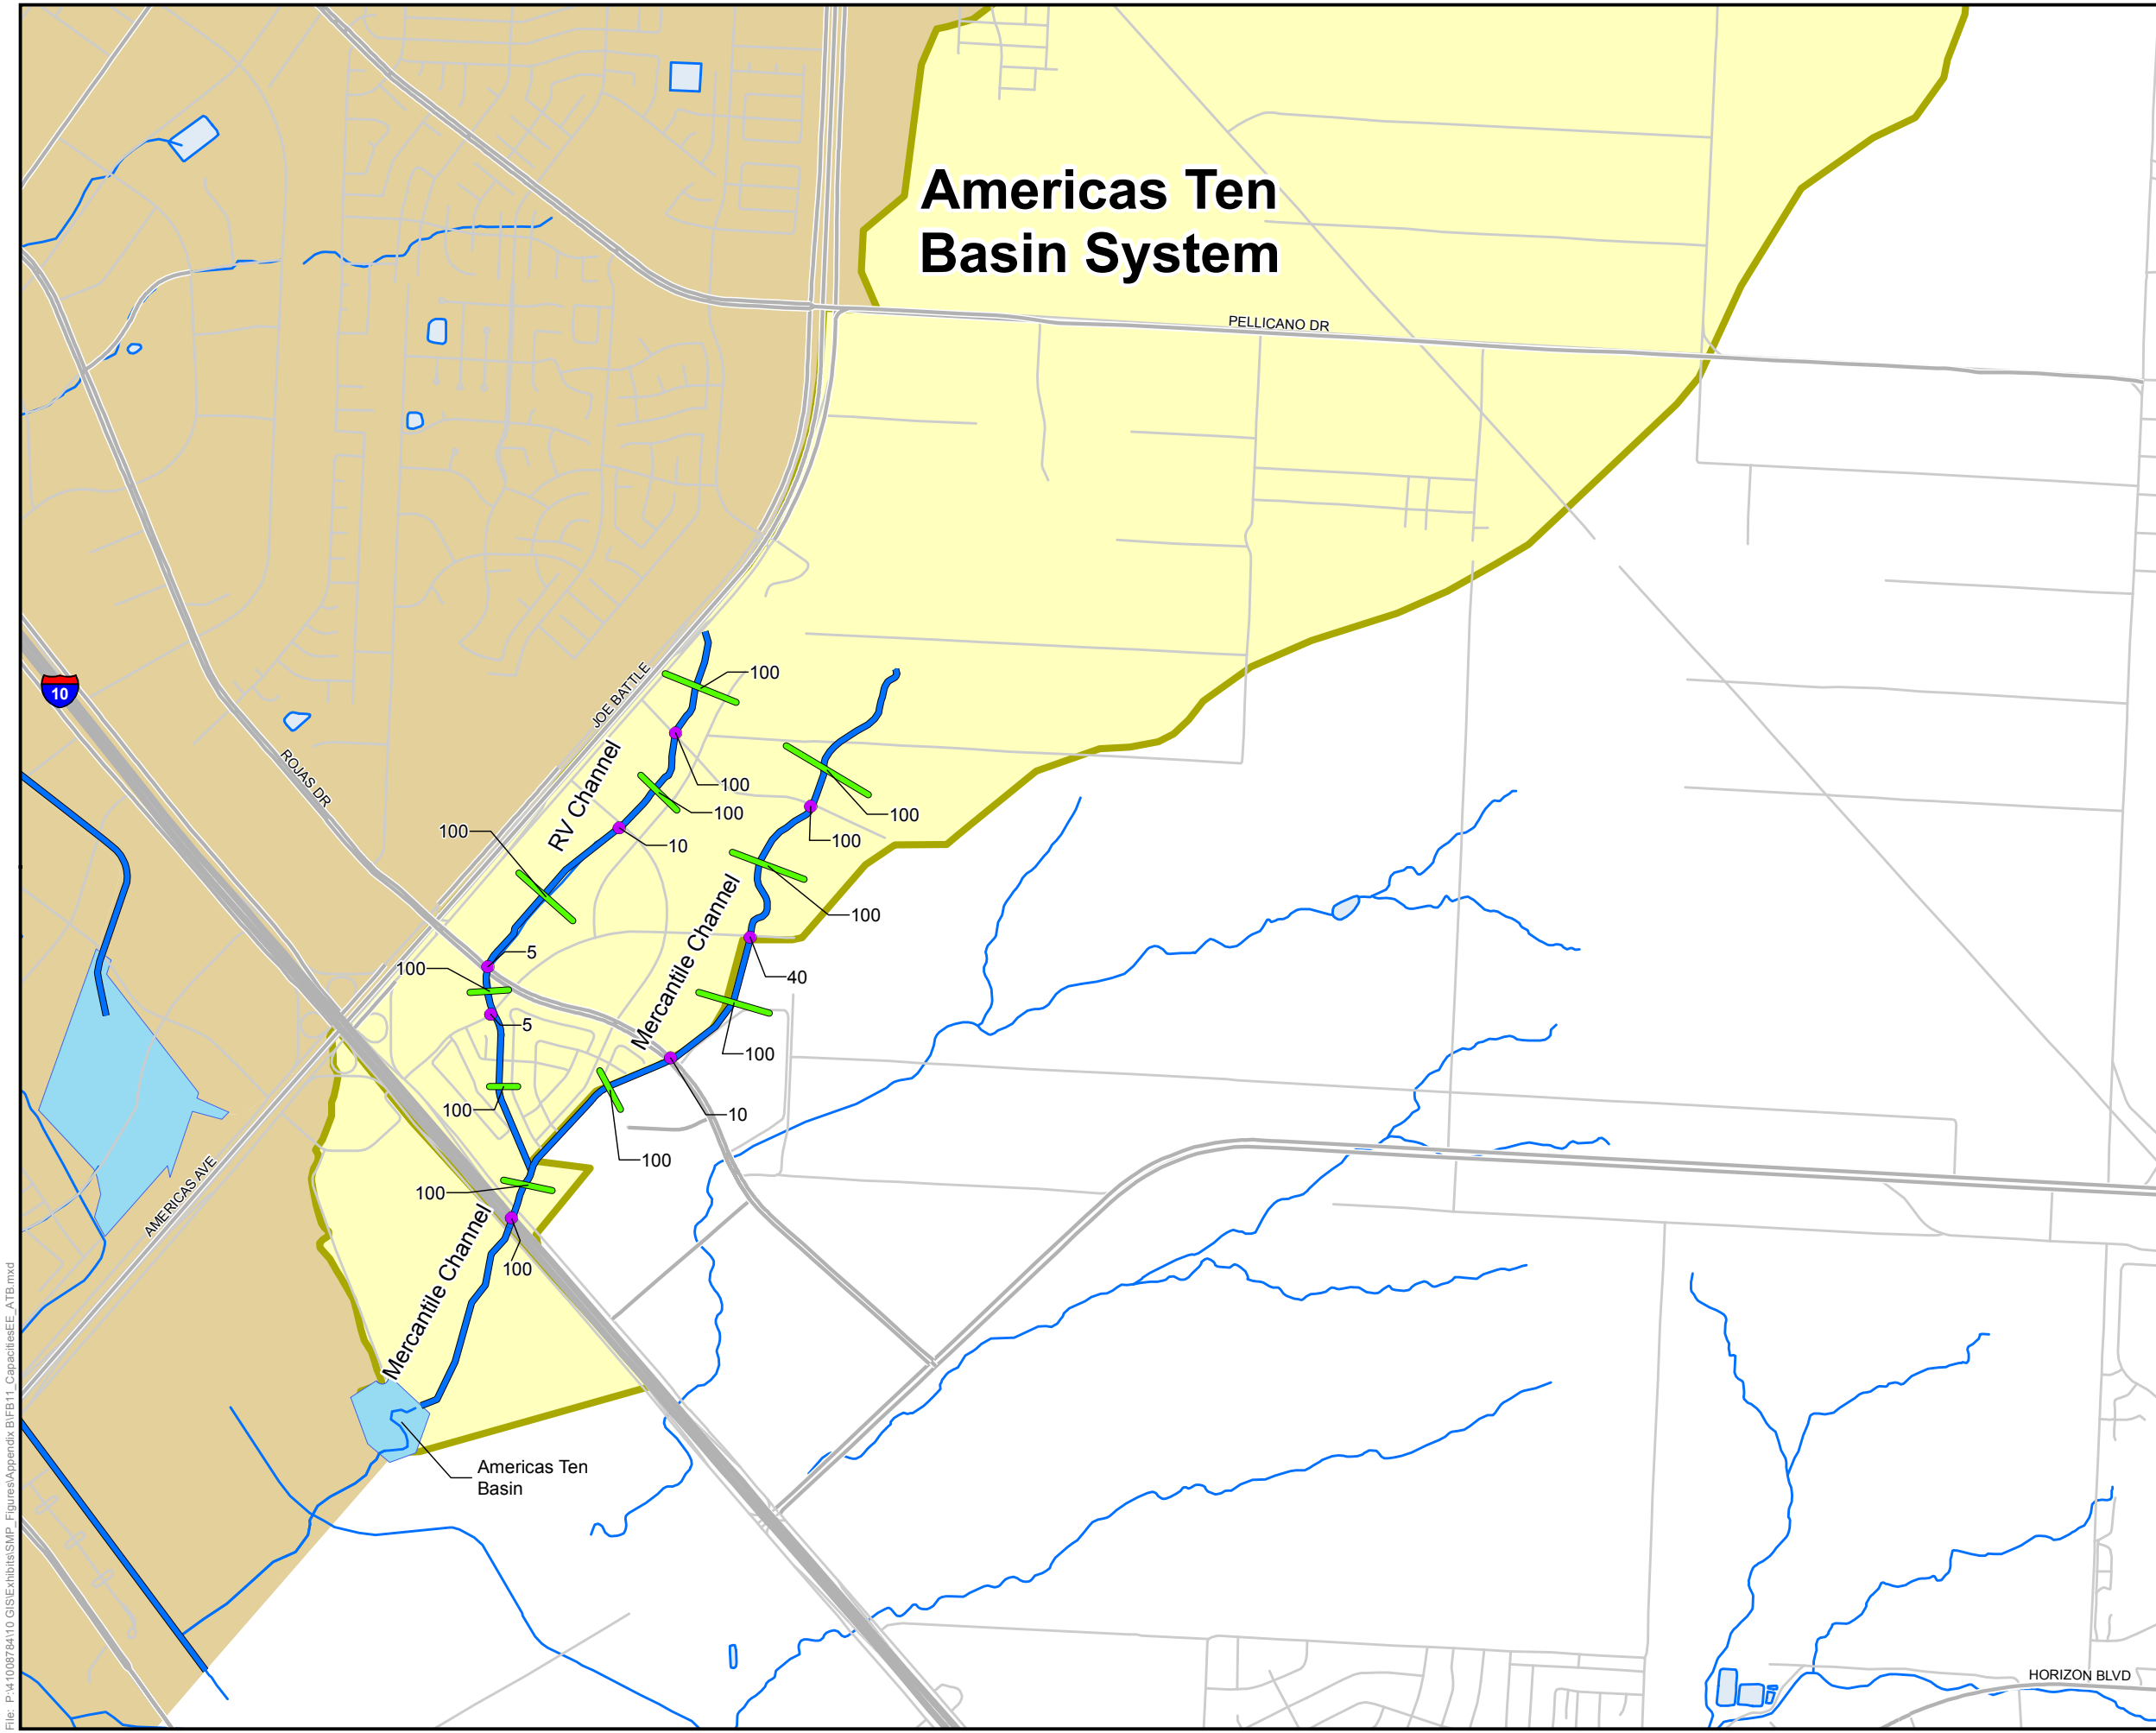 Americas Ten
Basin System
PELLICANO DR
JOE BATTLE
100
10
ROJAS DR
RV Channel
100
100
100
100
10
100
Mercantile Channel
100
5
100
40
5
100
100
10
100
100
AMERICAS AVE
Mercantile Channel
100
Americas Ten
Basin
HORIZON BLVD
File: P:\41008784\10 GIS\Exhibits\SMP_Figures\Appendix B\FB11_CapacitiesEE_ATB.mxd